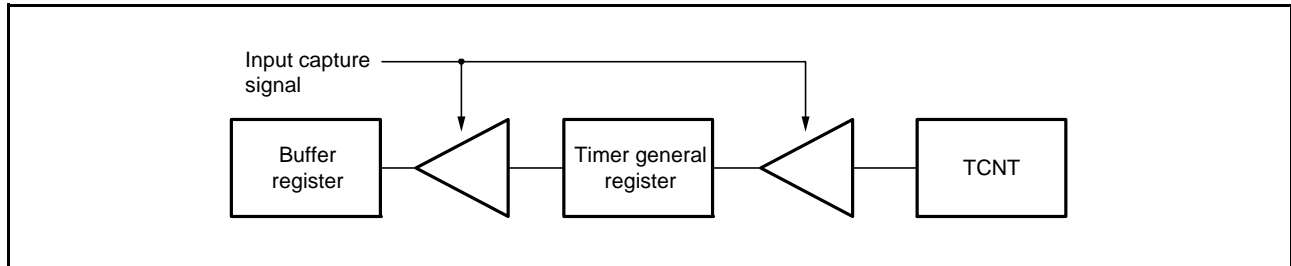 Input capture
signal
Buffer
register
Timer general
register
TCNT